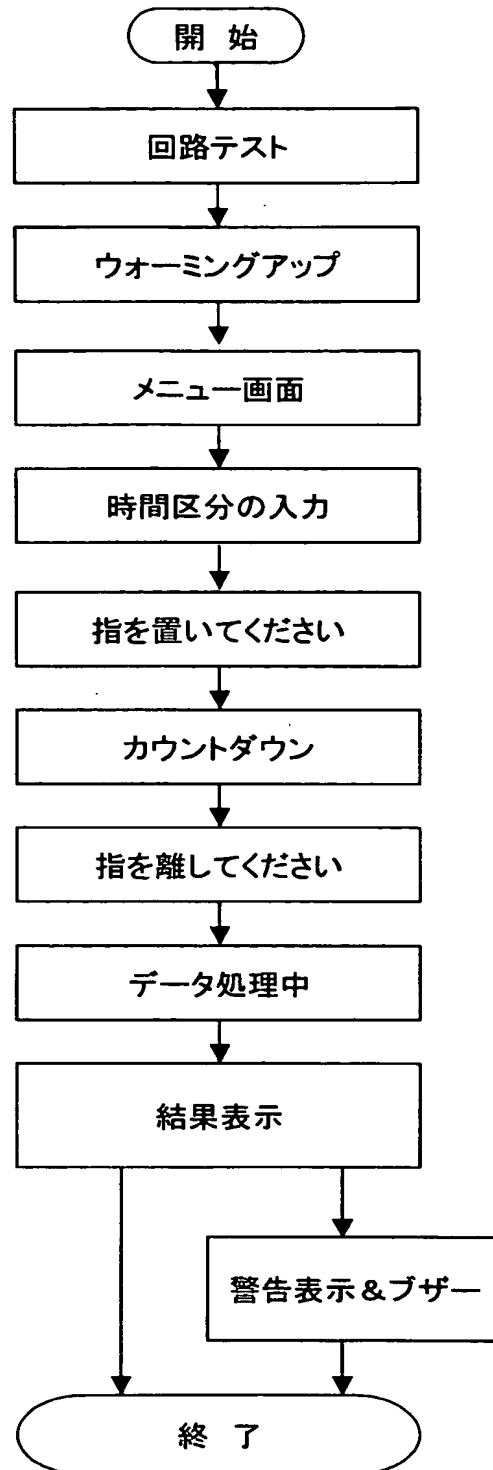 開 始
回路テスト
ウォーミングアップ
メニュー画面
時間区分の入力
指を置いてください
カウントダウン
指を離してください
データ処理中
結果表示
警告表示＆ブザー
終 了